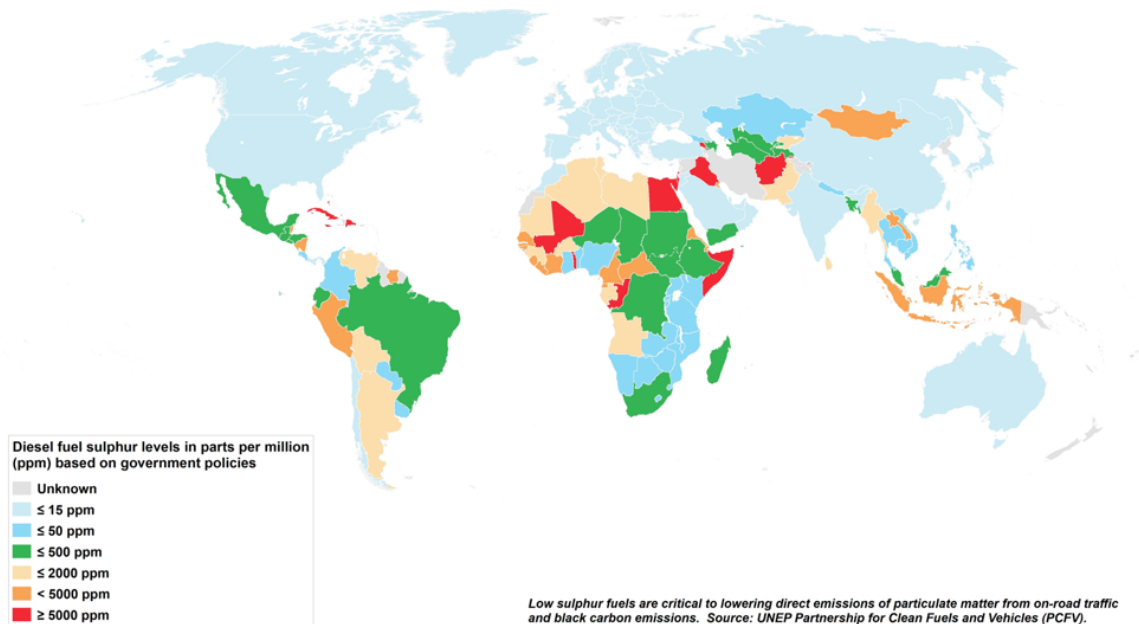 Diesel fuel sulphur levels in parts per million
(ppm) based on government policies
Unknown
≤ 15 ppm
≤ 50 ppm
≤ 500 ppm
≤ 2000 ppm
< 5000 ppm
≥ 5000 ppm
Low sulphur fuels are critical to lowering direct emissions of particulate matter from on-road traffic
and black carbon emissions.  Source: UNEP Partnership for Clean Fuels and Vehicles (PCFV).